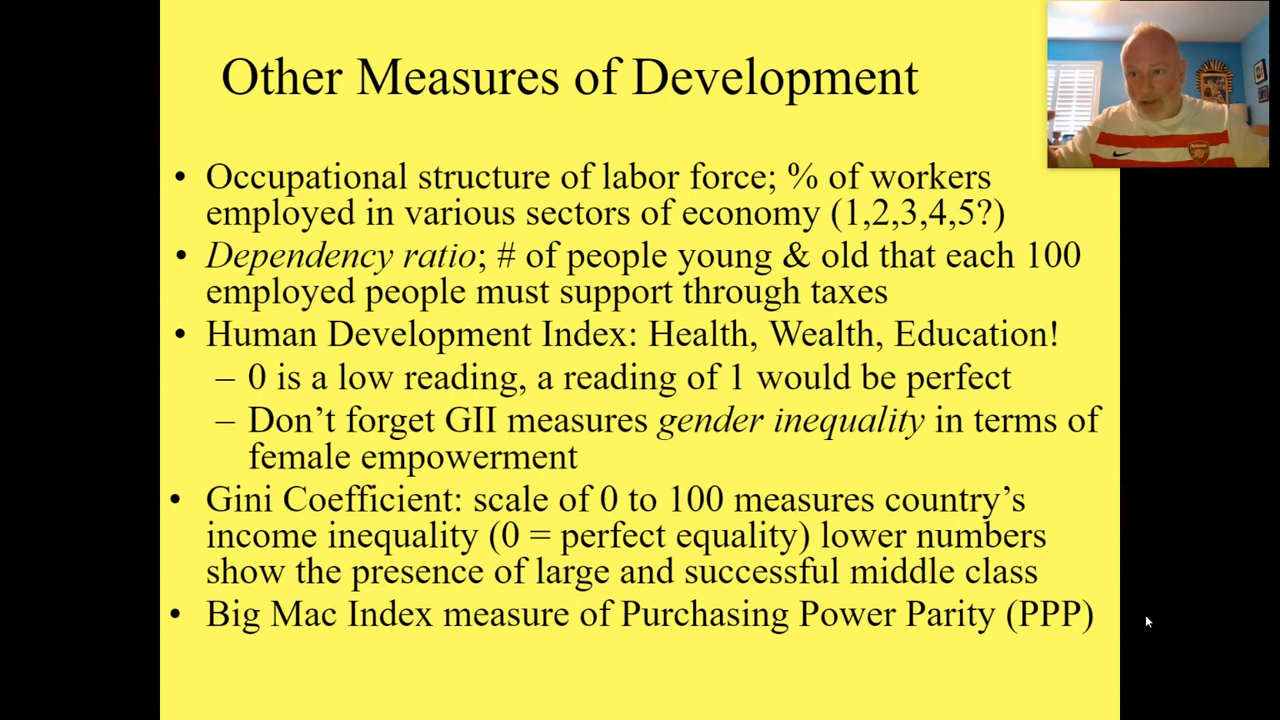 Other Measures of Development
• Occupational structure of labor force; % of workers
employed in various sectors of economy (1,2,3,4,5?)
• Dependency ratio; # of people young & old that each 100
employed people must support through taxes
• Human Development Index: Health, Wealth, Education!
– 0 is a low reading, a reading of 1 would be perfect
– Don’t forget GII measures gender inequality in terms of
female empowerment
• Gini Coefficient: scale of 0 to 100 measures country’s
income inequality (0 = perfect equality) lower numbers
show the presence of large and successful middle class
• Big Mac Index measure of Purchasing Power Parity (PPP)